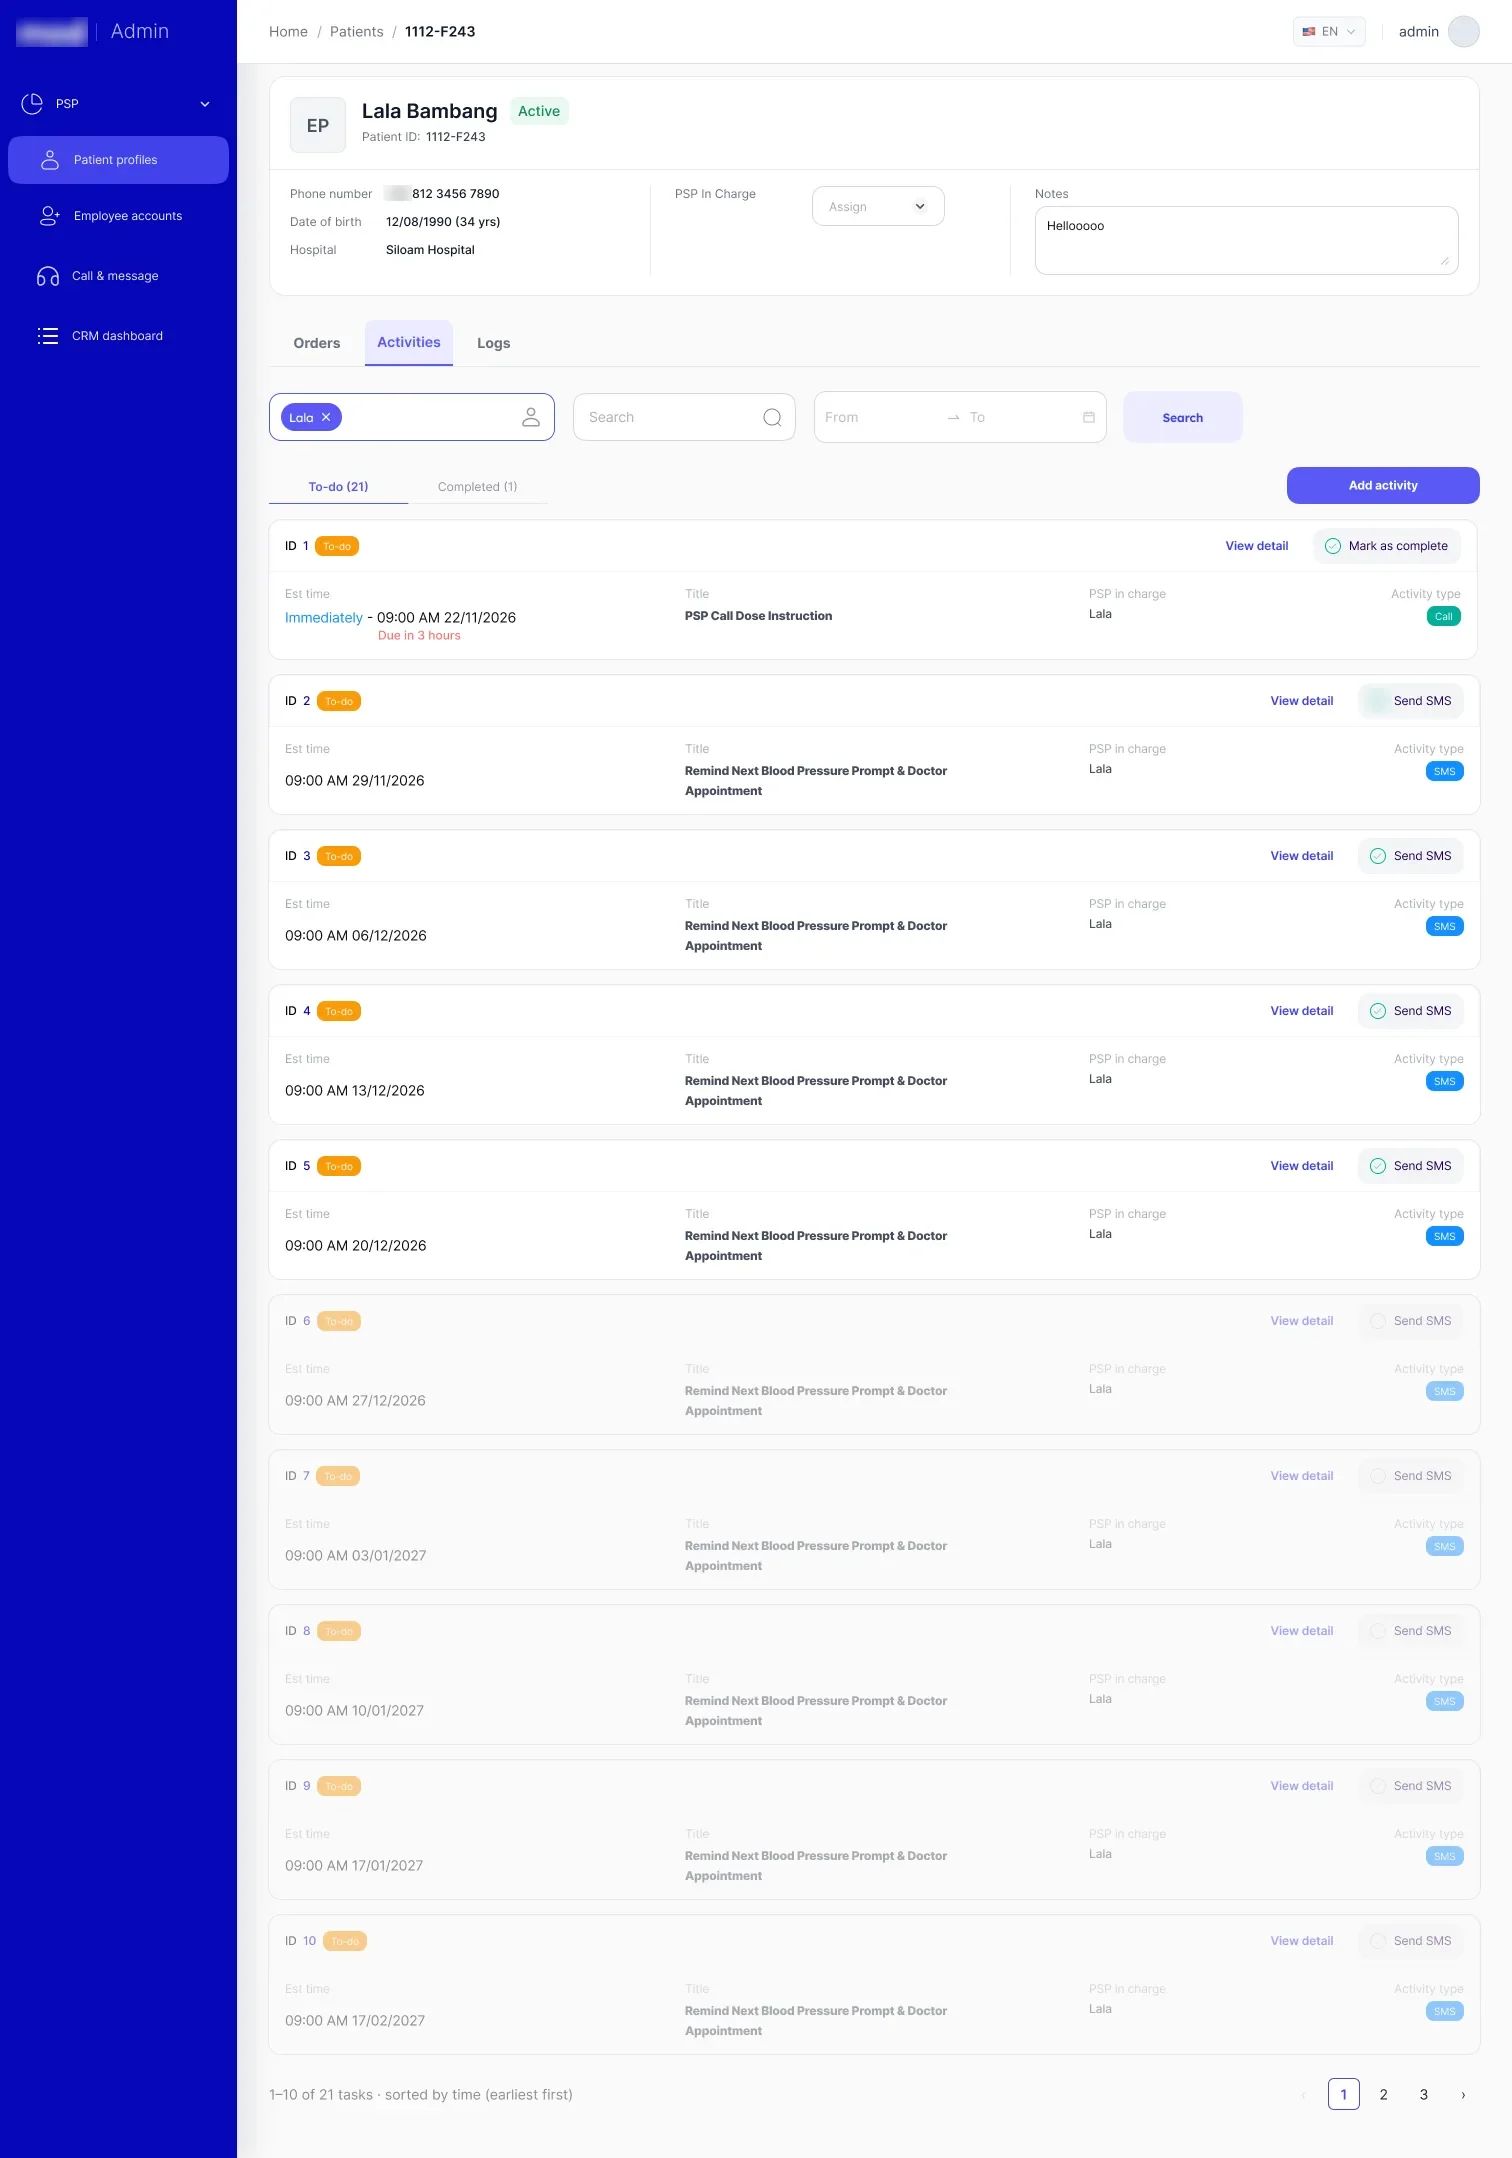 Admin
Home / Patients / 1112-F243
EN
admin
PSP
Patient profiles
Employee accounts
Call & message
CRM dashboard
EP
Lala Bambang
Active
Patient ID: 1112-F243
Phone number 812 3456 7890
Date of birth 12/08/1990 (34 yrs)
Hospital Siloam Hospital
PSP In Charge
Assign
Notes
Hellooooo
Orders
Activities
Logs
Lala
Search
From
To
Search
To-do (21)
Completed (1)
Add activity
ID 1 To-do
View detail
Mark as complete
Est time
Immediately - 09:00 AM 22/11/2026
Due in 3 hours
Title
PSP Call Dose Instruction
PSP in charge
Lala
Activity type
Call
ID 2 To-do
View detail
Send SMS
Est time
09:00 AM 29/11/2026
Title
Remind Next Blood Pressure Prompt & Doctor
Appointment
PSP in charge
Lala
Activity type
SMS
ID 3 To-do
View detail
Send SMS
Est time
09:00 AM 06/12/2026
Title
Remind Next Blood Pressure Prompt & Doctor
Appointment
PSP in charge
Lala
Activity type
SMS
ID 4 To-do
View detail
Send SMS
Est time
09:00 AM 13/12/2026
Title
Remind Next Blood Pressure Prompt & Doctor
Appointment
PSP in charge
Lala
Activity type
SMS
ID 5 To-do
View detail
Send SMS
Est time
09:00 AM 20/12/2026
Title
Remind Next Blood Pressure Prompt & Doctor
Appointment
PSP in charge
Lala
Activity type
SMS
ID 6 To-do
View detail
Send SMS
Est time
09:00 AM 27/12/2026
Title
Remind Next Blood Pressure Prompt & Doctor
Appointment
PSP in charge
Lala
Activity type
SMS
ID 7 To-do
View detail
Send SMS
Est time
09:00 AM 03/01/2027
Title
Remind Next Blood Pressure Prompt & Doctor
Appointment
PSP in charge
Lala
Activity type
SMS
ID 8 To-do
View detail
Send SMS
Est time
09:00 AM 10/01/2027
Title
Remind Next Blood Pressure Prompt & Doctor
Appointment
PSP in charge
Lala
Activity type
SMS
ID 9 To-do
View detail
Send SMS
Est time
09:00 AM 17/01/2027
Title
Remind Next Blood Pressure Prompt & Doctor
Appointment
PSP in charge
Lala
Activity type
SMS
ID 10 To-do
View detail
Send SMS
Est time
09:00 AM 17/02/2027
Title
Remind Next Blood Pressure Prompt & Doctor
Appointment
PSP in charge
Lala
Activity type
SMS
1–10 of 21 tasks · sorted by time (earliest first)
‹ 1 2 3 ›